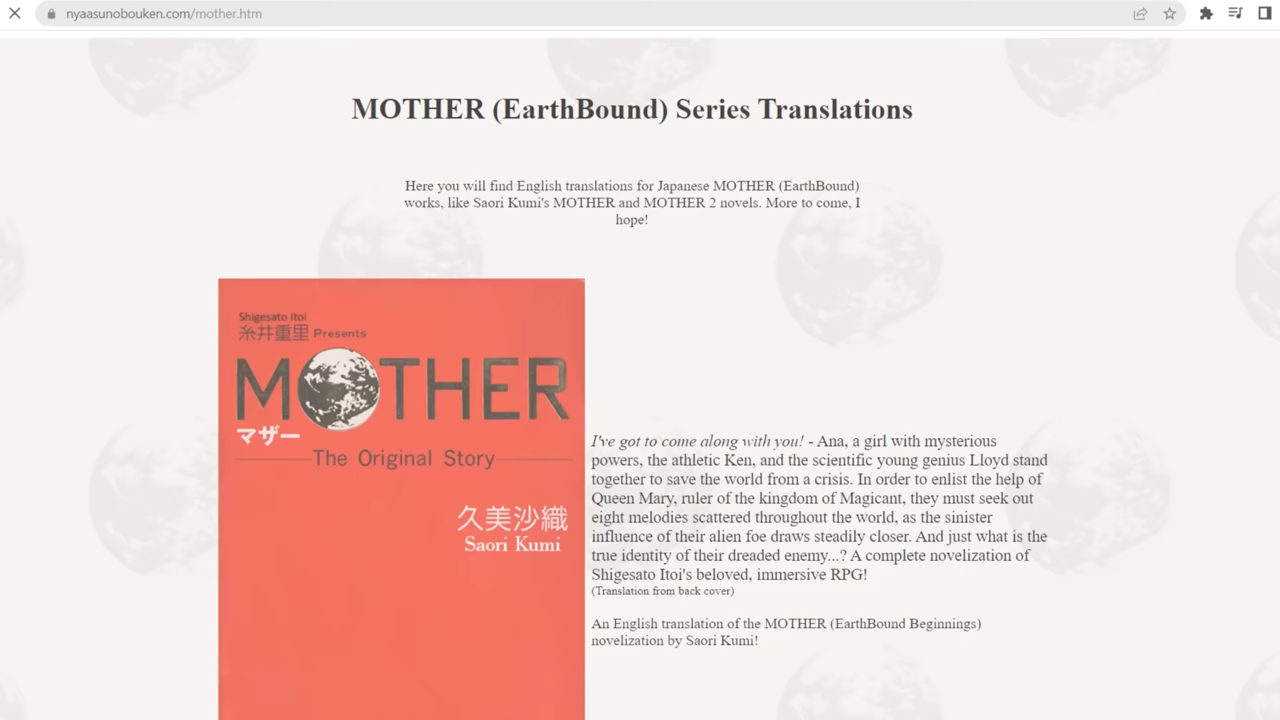 nyaasunobouken.com/mother.htm
MOTHER (EarthBound) Series Translations
Here you will find English translations for Japanese MOTHER (EarthBound)
works, like Saori Kumi's MOTHER and MOTHER 2 novels. More to come, I
hope!
Shigesato Itoi
糸井重里 Presents
MOTHER
マザー
The Original Story
久美沙織
Saori Kumi
I've got to come along with you! - Ana, a girl with mysterious
powers, the athletic Ken, and the scientific young genius Lloyd stand
together to save the world from a crisis. In order to enlist the help of
Queen Mary, ruler of the kingdom of Magicant, they must seek out
eight melodies scattered throughout the world, as the sinister
influence of their alien foe draws steadily closer. And just what is the
true identity of their dreaded enemy...? A complete novelization of
Shigesato Itoi's beloved, immersive RPG!
(Translation from back cover)
An English translation of the MOTHER (EarthBound Beginnings)
novelization by Saori Kumi!